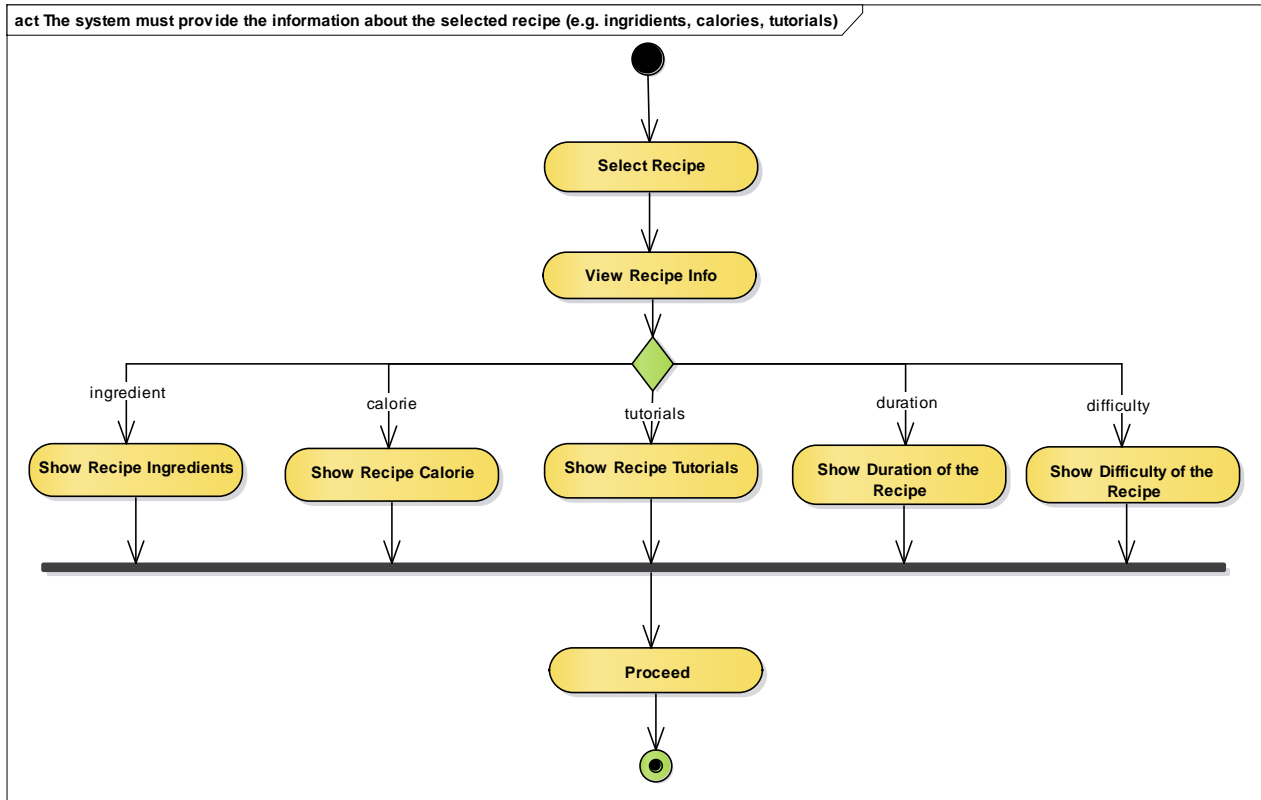 act The system must provide the information about the selected recipe (e.g. ingridients, calories, tutorials)
Select Recipe
View Recipe Info
ingredient
calorie
tutorials
duration
difficulty
Show Recipe Ingredients
Show Recipe Calorie
Show Recipe Tutorials
Show Duration of the
Recipe
Show Difficulty of the
Recipe
Proceed